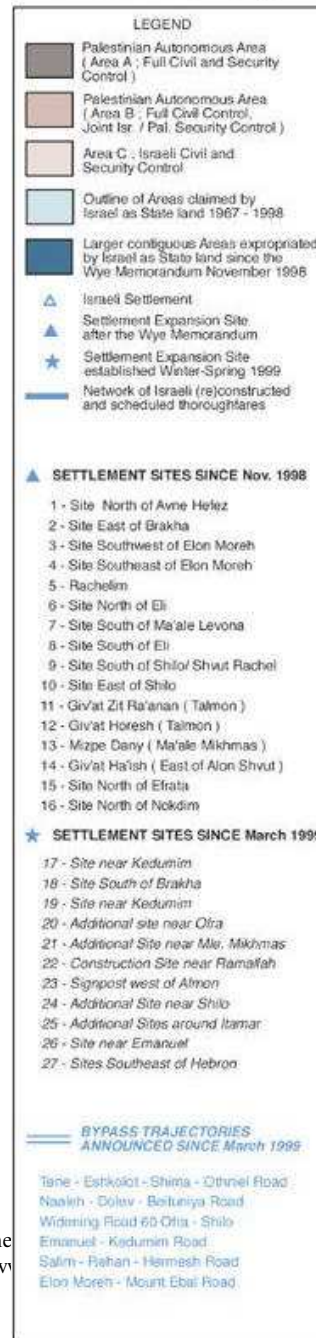 LEGEND
Palestinian Autonomous Area
( Area A ; Full Civil and Security
Control )
Palestinian Autonomous Area
( Area B ; Full Civil Control,
Joint Isr. / Pal. Security Control )
Area C ; Israeli Civil and
Security Control
Outline of Areas claimed by
Israel as State land 1967 - 1998
Larger contiguous Areas expropriated
by Israel as State land since the
Wye Memorandum November 1998
Israeli Settlement
Settlement Expansion Site
after the Wye Memorandum
Settlement Expansion Site
established Winter-Spring 1999
Network of Israeli (re)constructed
and scheduled thoroughfares
SETTLEMENT SITES SINCE Nov. 1998
1 - Site North of Avne Hefez
2 - Site East of Brakha
3 - Site Southwest of Elon Moreh
4 - Site Southeast of Elon Moreh
5 - Rachelim
6 - Site North of Eli
7 - Site South of Ma'ale Levona
8 - Site South of Eli
9 - Site South of Shilo/ Shvut Rachel
10 - Site East of Shilo
11 - Giv'at Zit Ra'anan ( Talmon )
12 - Giv'at Horesh ( Talmon )
13 - Mizpe Dany ( Ma'ale Mikhmas )
14 - Giv'at Ha'ish ( East of Alon Shvut )
15 - Site North of Efrata
16 - Site North of Nokdim
SETTLEMENT SITES SINCE March 1999
17 - Site near Kedumim
18 - Site South of Brakha
19 - Site near Kedumim
20 - Additional site near Ofra
21 - Additional Site near Mle. Mikhmas
22 - Construction Site near Ramallah
23 - Signpost west of Almon
24 - Additional Site near Shilo
25 - Additional Sites around Itamar
26 - Site near Emanuel
27 - Sites Southeast of Hebron
BYPASS TRAJECTORIES
ANNOUNCED SINCE March 1999
Tene - Eshkolot - Shima - Othniel Road
Naaleh - Dolev - Beituniya Road
Widening Road 60 Ofra - Shilo
Emanuel - Kedumim Road
Salim - Rehan - Hermesh Road
Elon Moreh - Mount Ebal Road